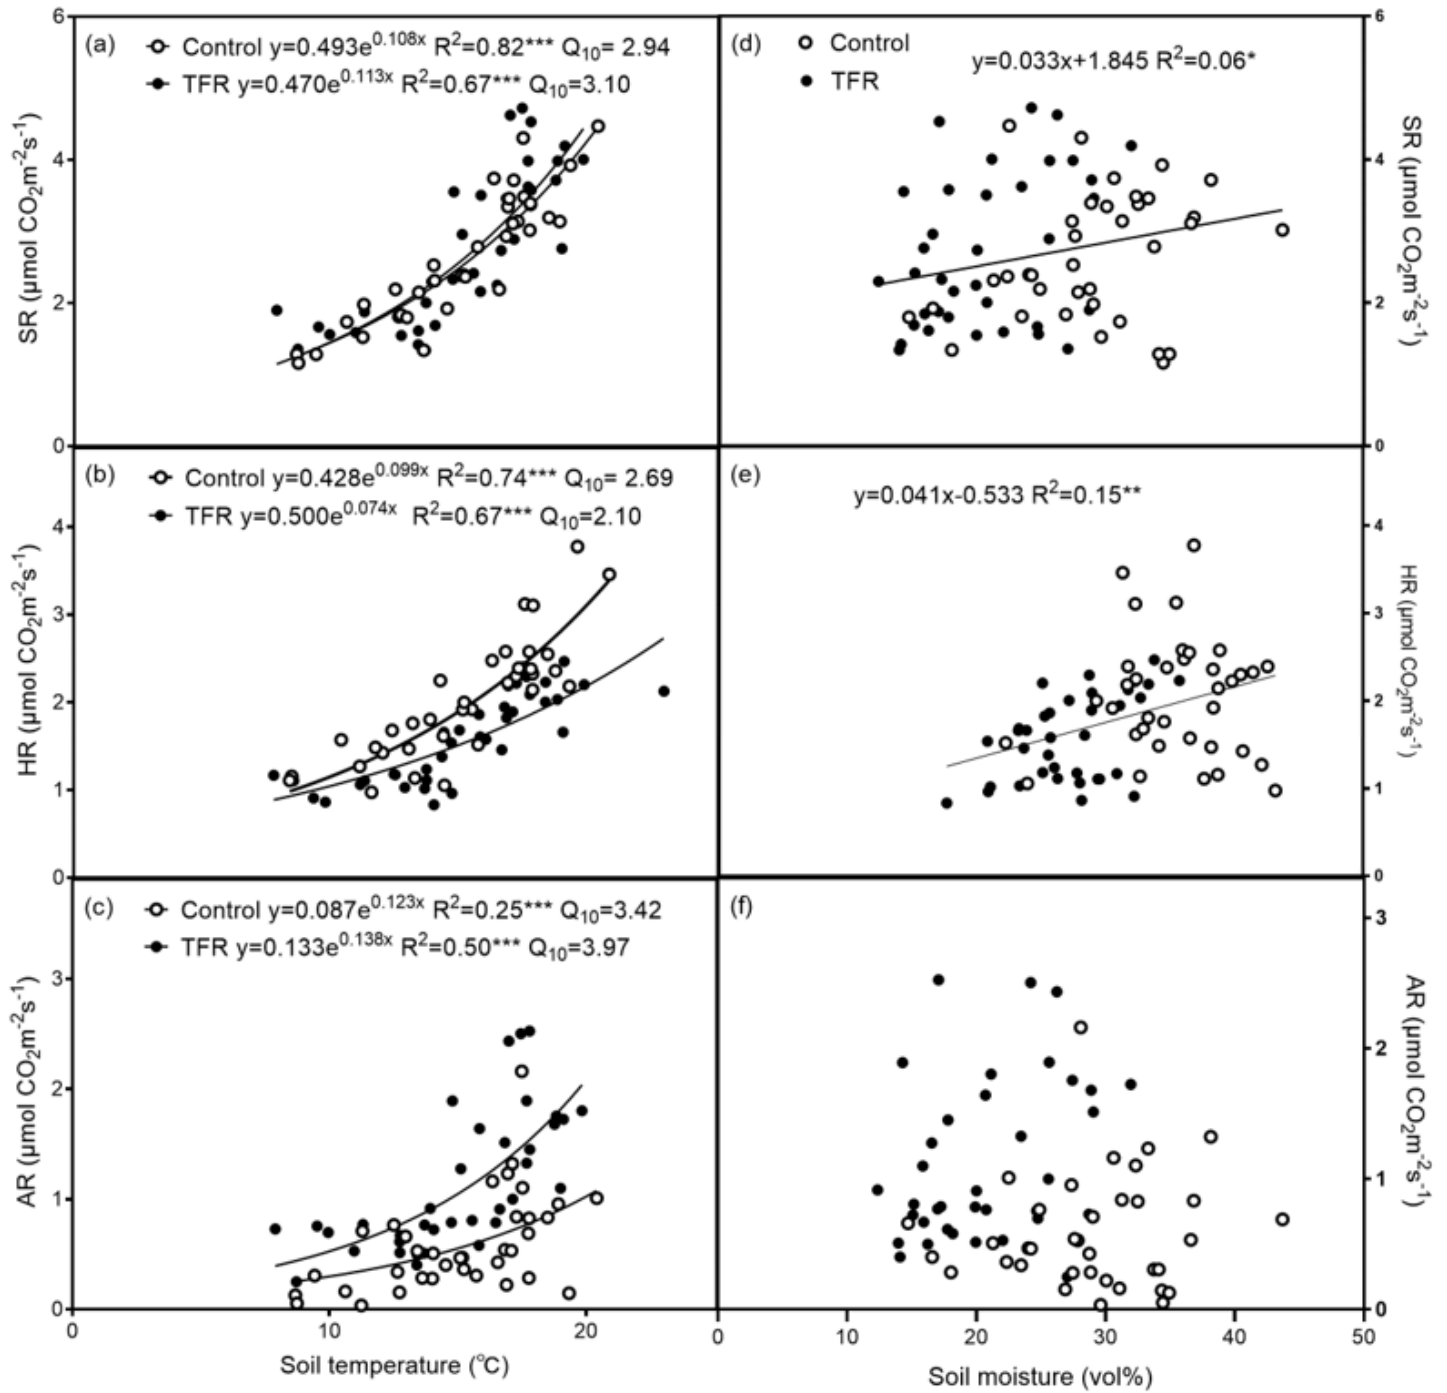 (a) Control y=0.493e^0.108x R²=0.82*** Q₁₀= 2.94
TFR y=0.470e^0.113x R²=0.67*** Q₁₀=3.10
6
4
2
0
SR (μmol CO₂m⁻²s⁻¹)
(d) Control
TFR
y=0.033x+1.845 R²=0.06*
6
4
2
0
SR (μmol CO₂m⁻²s⁻¹)
(b) Control y=0.428e^0.099x R²=0.74*** Q₁₀= 2.69
TFR y=0.500e^0.074x R²=0.67*** Q₁₀=2.10
4
3
2
1
0
HR (μmol CO₂m⁻²s⁻¹)
(e)
y=0.041x-0.533 R²=0.15**
4
3
2
1
0
HR (μmol CO₂m⁻²s⁻¹)
(c) Control y=0.087e^0.123x R²=0.25*** Q₁₀=3.42
TFR y=0.133e^0.138x R²=0.50*** Q₁₀=3.97
3
2
1
0
AR (μmol CO₂m⁻²s⁻¹)
0 10 20
Soil temperature (℃)
(f)
3
2
1
0
AR (μmol CO₂m⁻²s⁻¹)
0 10 20 30 40 50
Soil moisture (vol%)